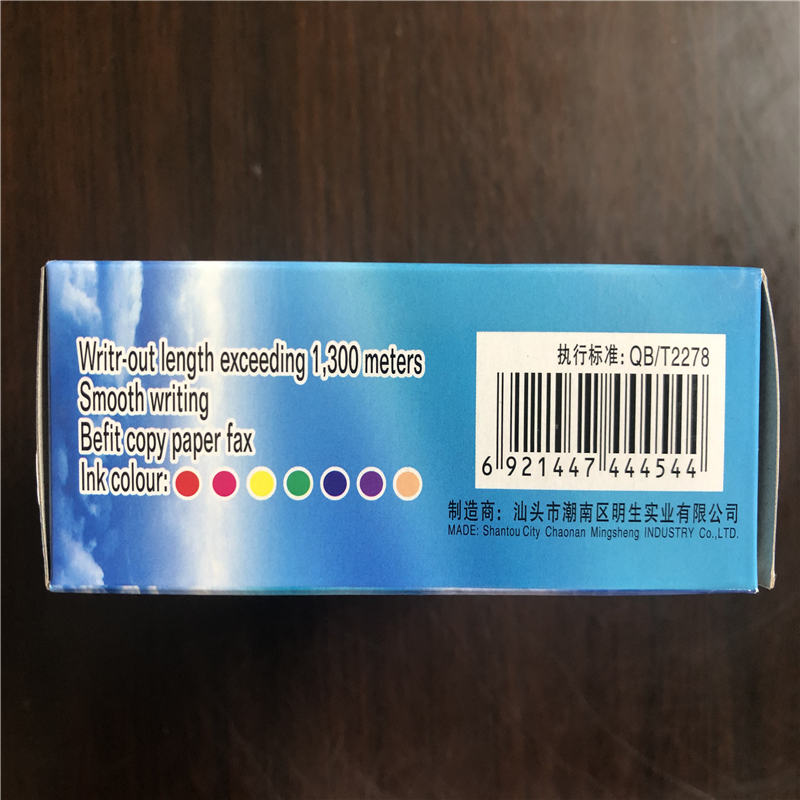 Writr-out length exceeding 1,300 meters
Smooth writing
Befit copy paper fax
Ink colour:
执行标准: QB/T2278
6 921447 444544
制造商: 汕头市潮南区明生实业有限公司
MADE: Shantou City Chaonan Mingsheng INDUSTRY Co.,LTD.